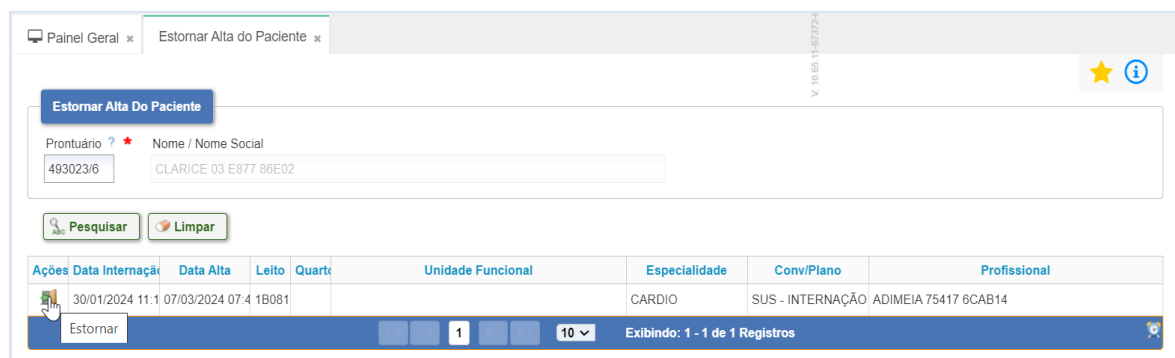 Painel Geral x Estornar Alta do Paciente x
V. 10.65.11-67372-
Estornar Alta Do Paciente
Prontuário ? * Nome / Nome Social
493023/6 CLARICE 03 E877 86E02
ABC Pesquisar Limpar
Ações Data Internaçã Data Alta Leito Quarto Unidade Funcional Especialidade Conv/Plano Profissional
30/01/2024 11:1 07/03/2024 07:4 1B081 CARDIO SUS - INTERNAÇÃO ADIMEIA 75417 6CAB14
Estornar
1 10 Exibindo: 1 - 1 de 1 Registros